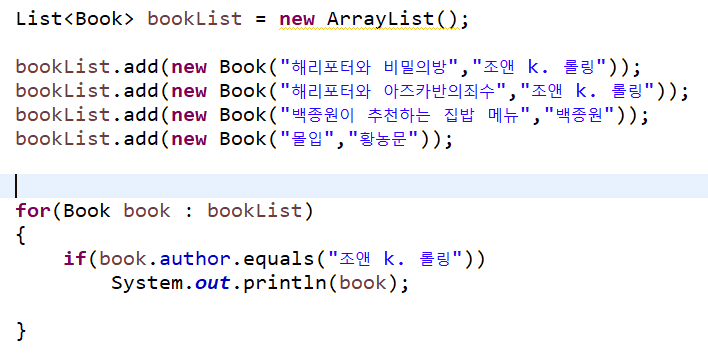 List<Book> bookList = new ArrayList();
bookList.add(new Book("해리포터와 비밀의방","조앤 k. 롤링"));
bookList.add(new Book("해리포터와 아즈카반의죄수","조앤 k. 롤링"));
bookList.add(new Book("백종원이 추천하는 집밥 메뉴","백종원"));
bookList.add(new Book("몰입","황농문"));
for(Book book : bookList)
{
if(book.author.equals("조앤 k. 롤링"))
System.out.println(book);
}